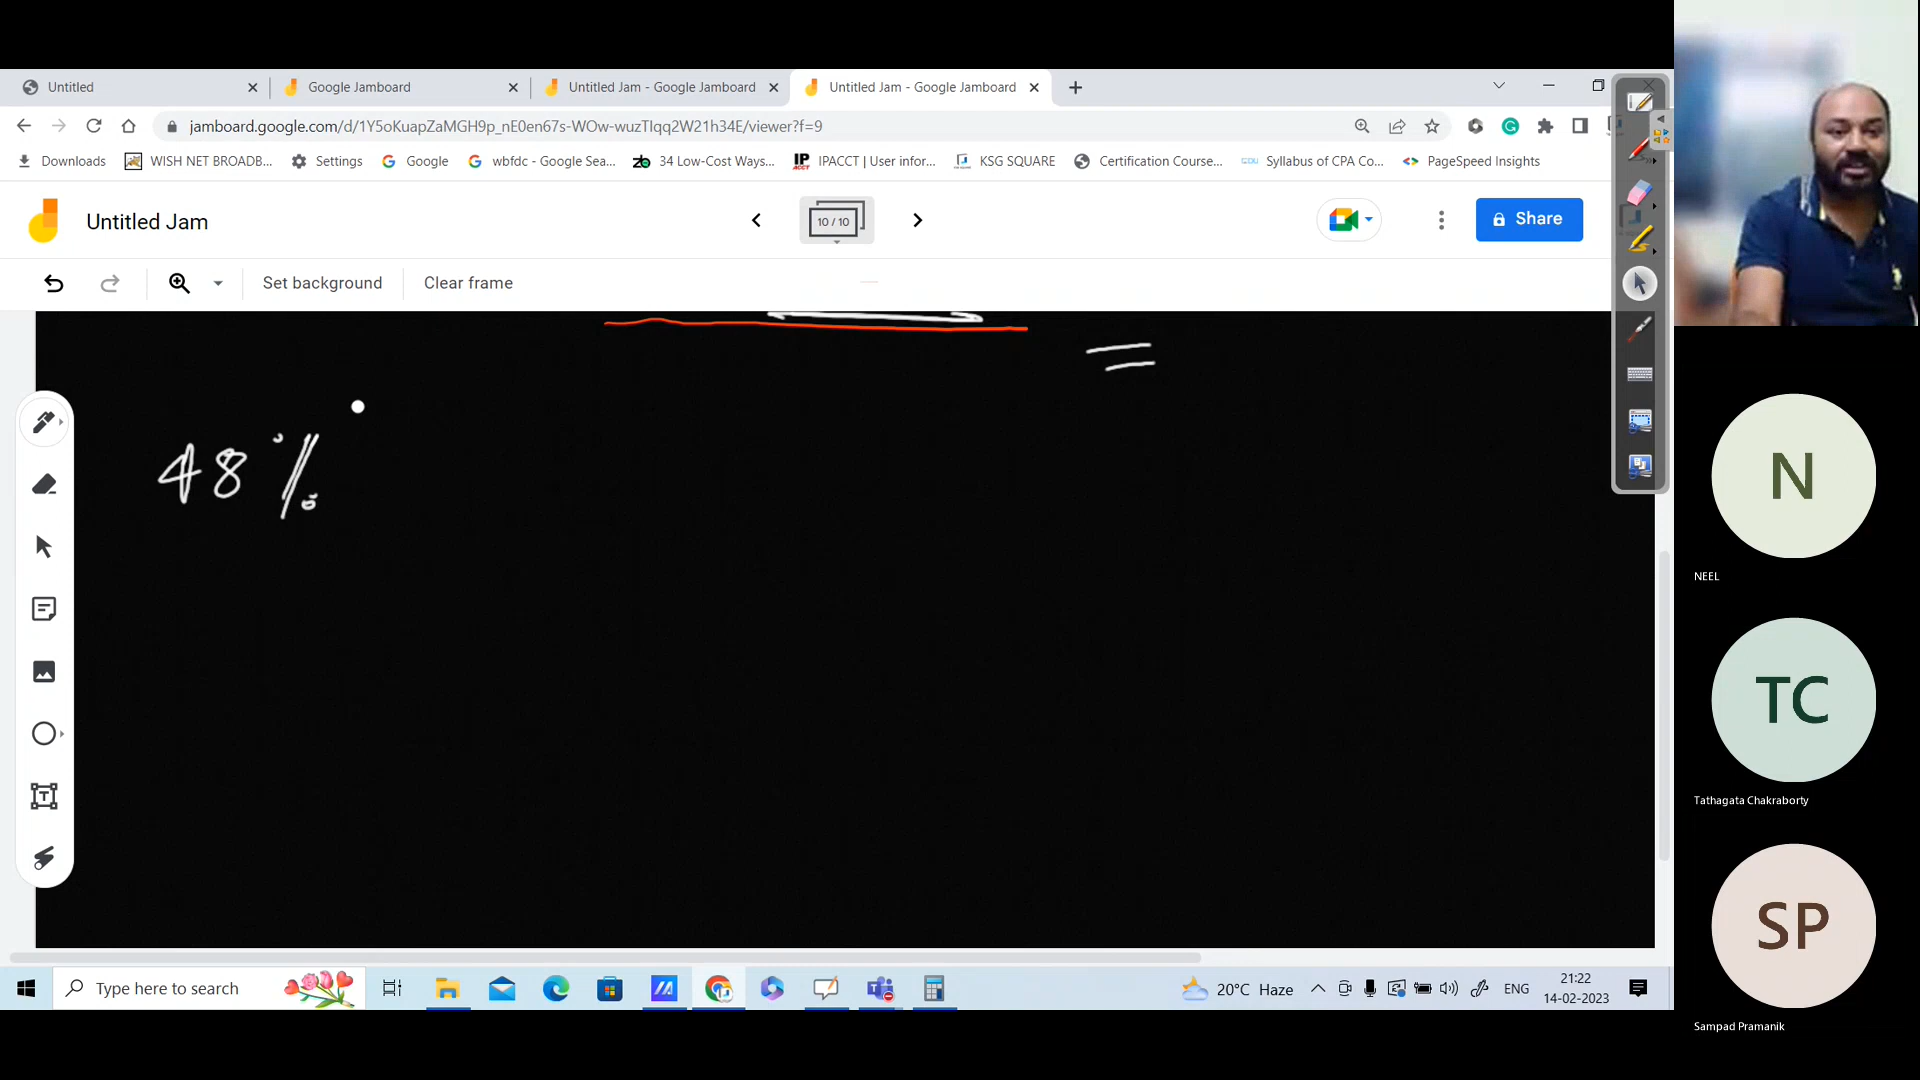 Untitled
Google Jamboard
Untitled Jam - Google Jamboard
Untitled Jam - Google Jamboard
jamboard.google.com/d/1Y5oKuapZaMGH9p_nE0en67s-WOw-wuzTlqq2W21h34E/viewer?f=9
Downloads
WISH NET BROADB...
Settings
Google
wbfdc - Google Sea...
34 Low-Cost Ways...
IPACCT | User infor...
KSG SQUARE
Certification Course...
Syllabus of CPA Co...
PageSpeed Insights
Untitled Jam
10 / 10
Share
Set background
Clear frame
48 %
N
NEEL
TC
Tathagata Chakraborty
SP
Sampad Pramanik
Type here to search
20°C Haze
ENG
21:22
14-02-2023